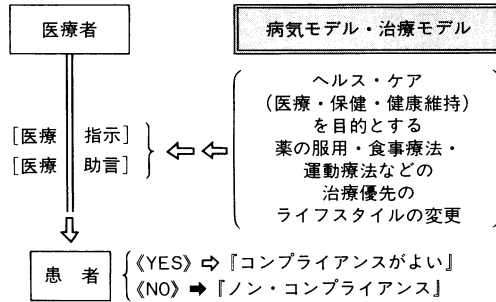 医療者
病気モデル・治療モデル
ヘルス・ケア
(医療・保健・健康維持)
を目的とする
薬の服用・食事療法・
運動療法などの
治療優先の
ライフスタイルの変更
[医療 指示]
[医療 助言]
患者
《YES》⇨『コンプライアンスがよい』
《NO》➡『ノン・コンプライアンス』